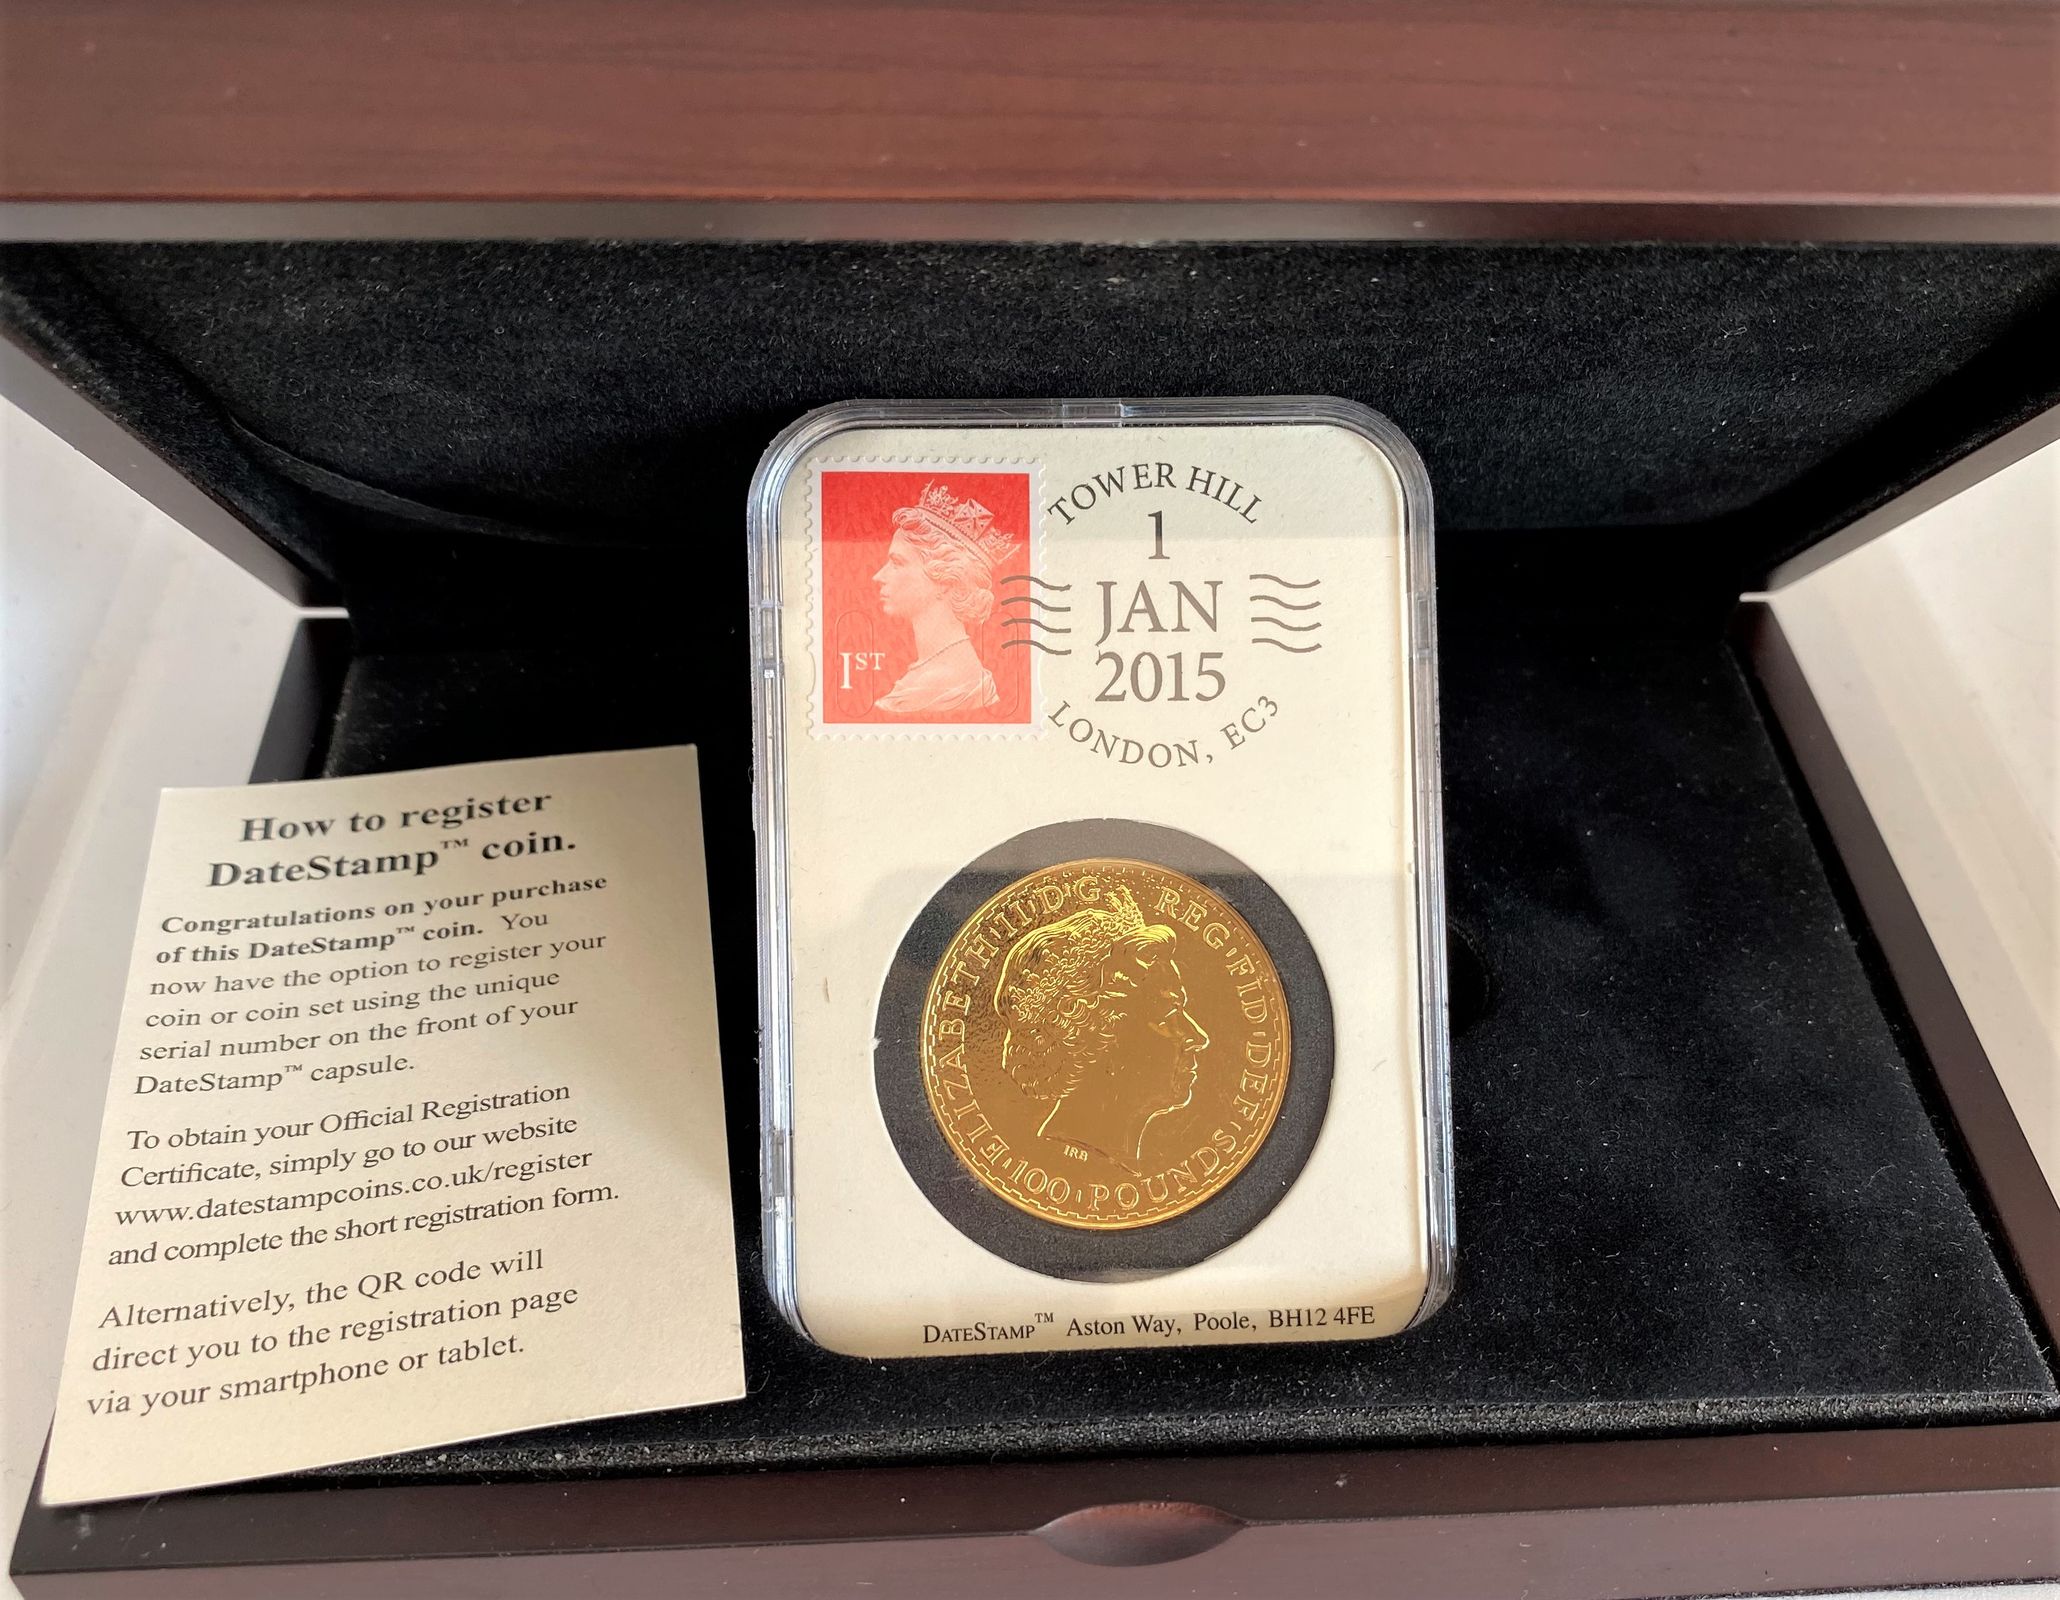 TOWER HILL
1
JAN
2015
LONDON, EC3
1ST
How to register
DateStamp™ coin.
Congratulations on your purchase
of this DateStamp™ coin. You
now have the option to register your
coin or coin set using the unique
serial number on the front of your
DateStamp™ capsule.
To obtain your Official Registration
Certificate, simply go to our website
www.datestampcoins.co.uk/register
and complete the short registration form.
Alternatively, the QR code will
direct you to the registration page
via your smartphone or tablet.
ELIZABETH·II·D·G· REG·FID·DEF·
100·POUNDS
IRB
DATESTAMP™ Aston Way, Poole, BH12 4FE